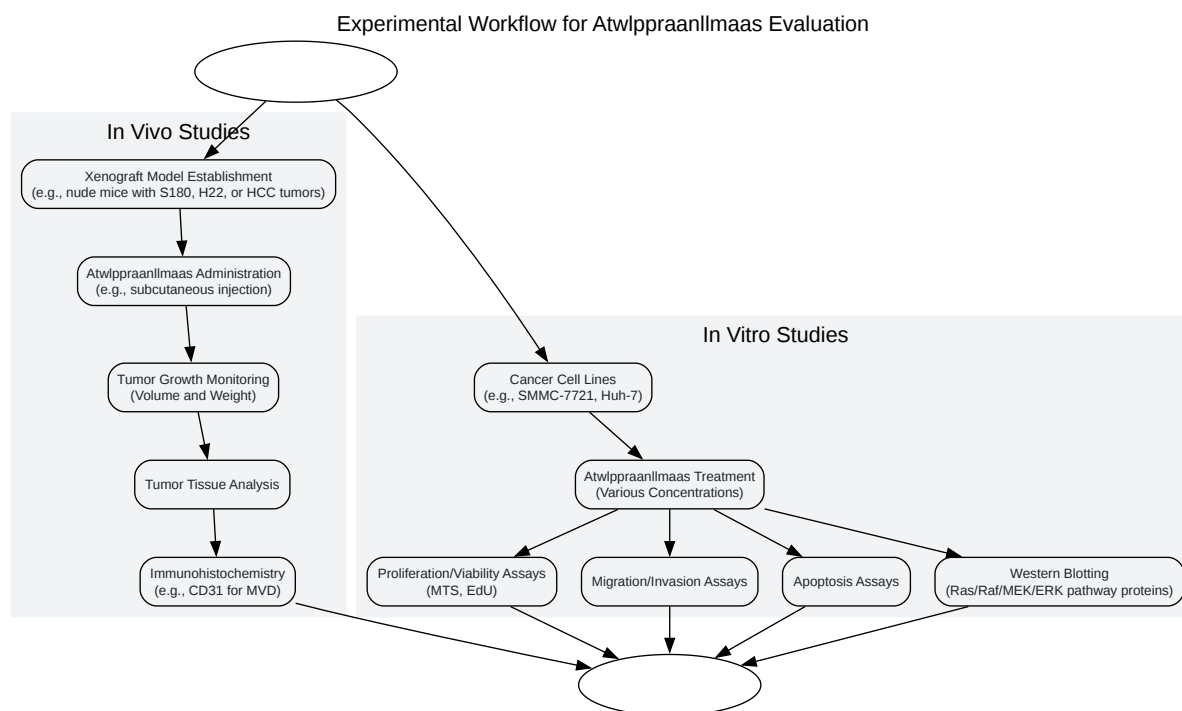 Experimental Workflow for Atwlppraanllmaas Evaluation
In Vivo Studies
Xenograft Model Establishment
(e.g., nude mice with S180, H22, or HCC tumors)
Atwlppraanllmaas Administration
(e.g., subcutaneous injection)
Tumor Growth Monitoring
(Volume and Weight)
Tumor Tissue Analysis
Immunohistochemistry
(e.g., CD31 for MVD)
In Vitro Studies
Cancer Cell Lines
(e.g., SMMC-7721, Huh-7)
Atwlppraanllmaas Treatment
(Various Concentrations)
Proliferation/Viability Assays
(MTS, EdU)
Migration/Invasion Assays
Apoptosis Assays
Western Blotting
(Ras/Raf/MEK/ERK pathway proteins)